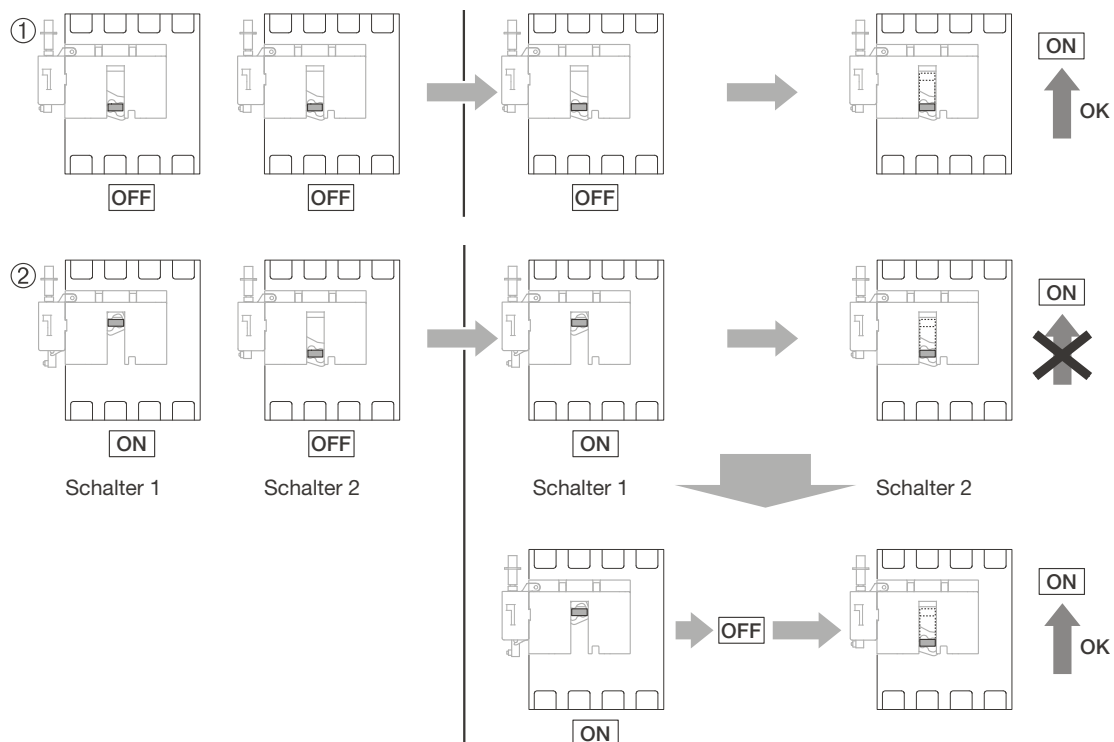 ①
ON
OK
OFF
OFF
OFF
②
ON
ON
OFF
ON
Schalter 1
Schalter 2
Schalter 1
Schalter 2
ON
OFF
OK
ON